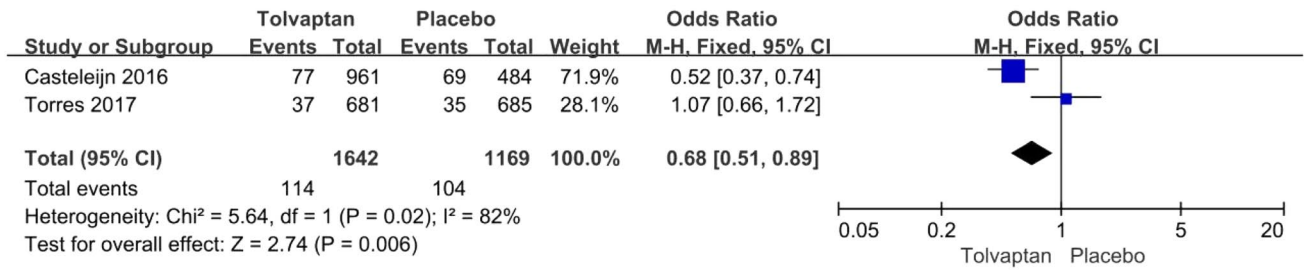 Tolvaptan Placebo Odds Ratio Odds Ratio
Study or Subgroup Events Total Events Total Weight M-H, Fixed, 95% CI M-H, Fixed, 95% CI
Casteleijn 2016 77 961 69 484 71.9% 0.52 [0.37, 0.74]
Torres 2017 37 681 35 685 28.1% 1.07 [0.66, 1.72]
Total (95% CI) 1642 1169 100.0% 0.68 [0.51, 0.89]
Total events 114 104
Heterogeneity: Chi² = 5.64, df = 1 (P = 0.02); I² = 82%
Test for overall effect: Z = 2.74 (P = 0.006)
0.05 0.2 1 5 20
Tolvaptan Placebo